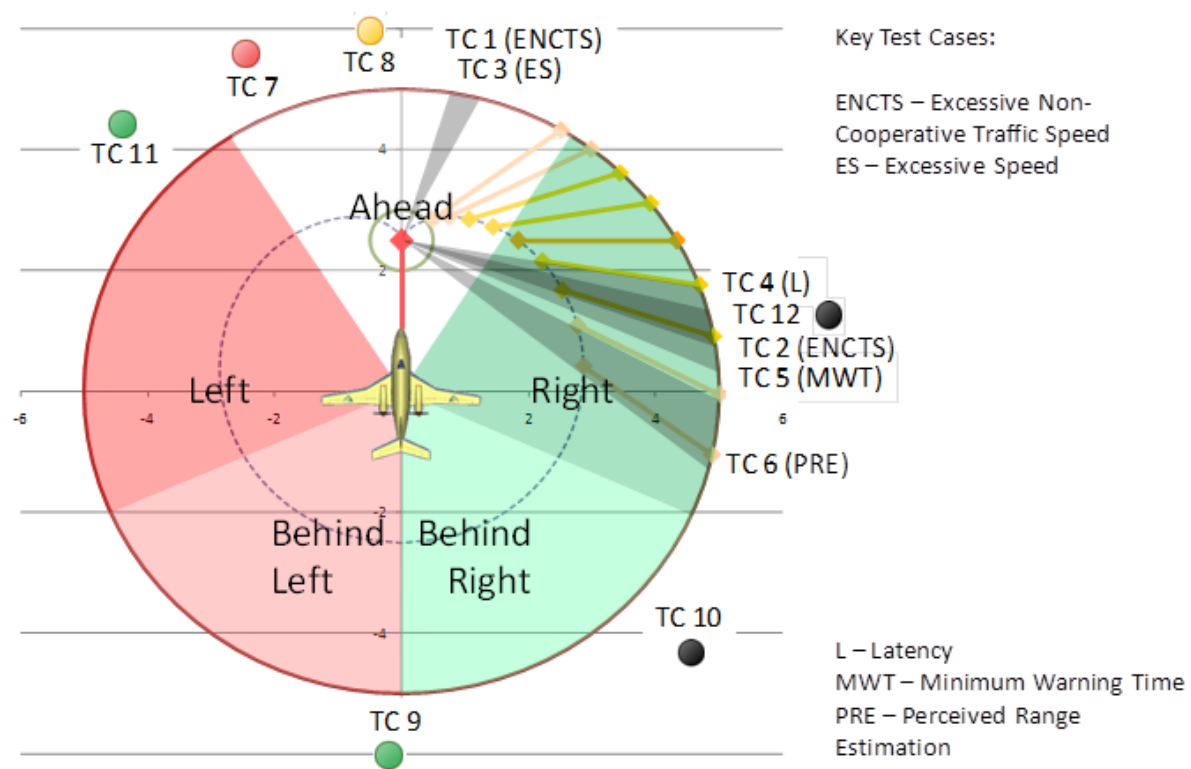 TC 1 (ENCTS)
TC 3 (ES)
TC 8
TC 7
TC 11
Key Test Cases:
ENCTS – Excessive Non-
Cooperative Traffic Speed
ES – Excessive Speed
4
Ahead
2
TC 4 (L)
TC 12
TC 2 (ENCTS)
TC 5 (MWT)
Left
Right
-6
-4
-2
2
4
6
TC 6 (PRE)
-2
Behind
Left
Behind
Right
TC 10
-4
L – Latency
MWT – Minimum Warning Time
PRE – Perceived Range
Estimation
TC 9